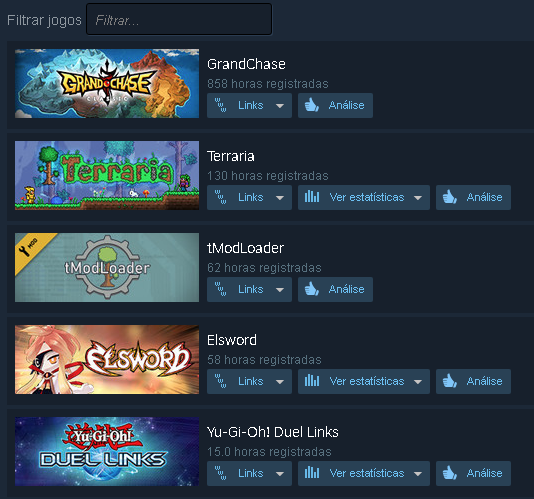 Filtrar jogos Filtrar...
GRAND CHASE
CLASSIC
GrandChase
858 horas registradas
Links Análise
Terraria
Terraria
130 horas registradas
Links Ver estatísticas Análise
MOD
tModLoader
tModLoader
62 horas registradas
Links Análise
ELSWORD
Elsword
58 horas registradas
Links Ver estatísticas Análise
Yu-Gi-Oh!
DUEL LINKS
Yu-Gi-Oh! Duel Links
15.0 horas registradas
Links Ver estatísticas Análise